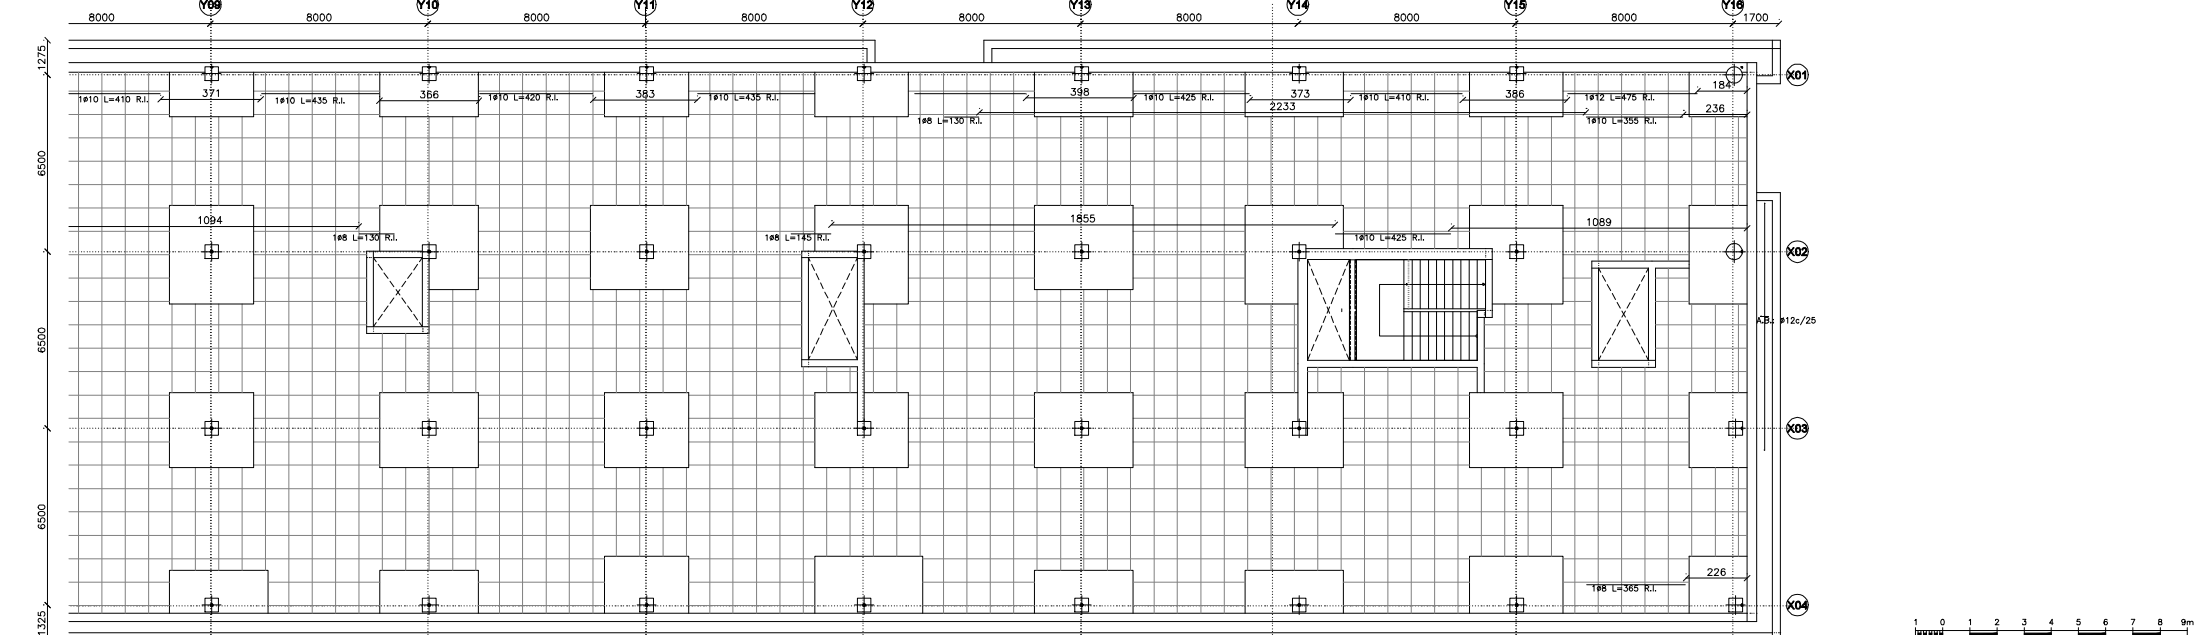 Y09 Y10 Y11 Y12 Y13 Y14 Y15 Y16
8000 8000 8000 8000 8000 8000 8000 8000 1700
1275
X01
371 366 383 398 373 386 184
1ø10 L=410 R.I. 1ø10 L=435 R.I. 1ø10 L=420 R.I. 1ø10 L=435 R.I. 1ø10 L=425 R.I. 1ø10 L=410 R.I. 1ø12 L=475 R.I.
2233 236
1ø8 L=130 R.I. 1ø10 L=355 R.I.
6500
1094 1855 1089
1ø8 L=130 R.I. 1ø8 L=145 R.I. 1ø10 L=425 R.I.
X02
A.B.: ø12c/25
6500
X03
6500
226
1ø8 L=365 R.I.
X04
1325
1 0 1 2 3 4 5 6 7 8 9m